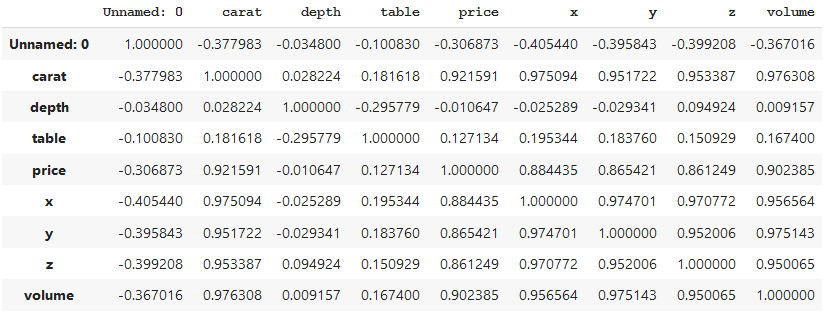 Unnamed: 0 carat depth table price x y z volume
Unnamed: 0 1.000000 -0.377983 -0.034800 -0.100830 -0.306873 -0.405440 -0.395843 -0.399208 -0.367016
carat -0.377983 1.000000 0.028224 0.181618 0.921591 0.975094 0.951722 0.953387 0.976308
depth -0.034800 0.028224 1.000000 -0.295779 -0.010647 -0.025289 -0.029341 0.094924 0.009157
table -0.100830 0.181618 -0.295779 1.000000 0.127134 0.195344 0.183760 0.150929 0.167400
price -0.306873 0.921591 -0.010647 0.127134 1.000000 0.884435 0.865421 0.861249 0.902385
x -0.405440 0.975094 -0.025289 0.195344 0.884435 1.000000 0.974701 0.970772 0.956564
y -0.395843 0.951722 -0.029341 0.183760 0.865421 0.974701 1.000000 0.952006 0.975143
z -0.399208 0.953387 0.094924 0.150929 0.861249 0.970772 0.952006 1.000000 0.950065
volume -0.367016 0.976308 0.009157 0.167400 0.902385 0.956564 0.975143 0.950065 1.000000